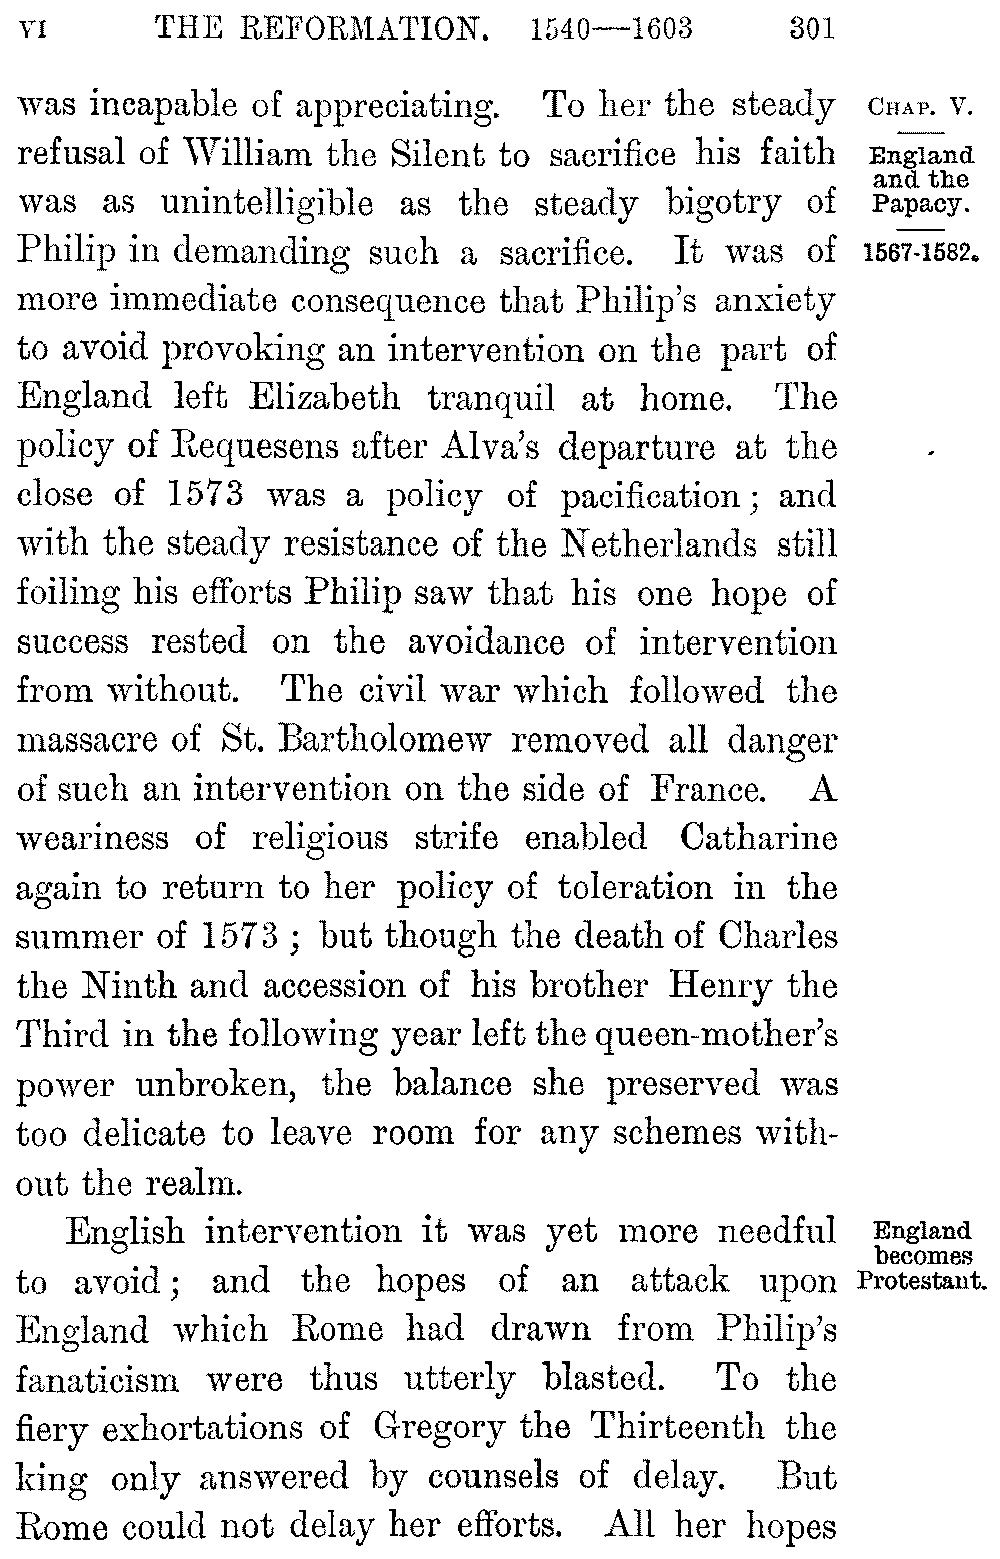 VI THE REFORMATION. 1540—1603 301
was incapable of appreciating. To her the steady
refusal of William the Silent to sacrifice his faith
was as unintelligible as the steady bigotry of
Philip in demanding such a sacrifice. It was of
more immediate consequence that Philip's anxiety
to avoid provoking an intervention on the part of
England left Elizabeth tranquil at home. The
policy of Requesens after Alva's departure at the
close of 1573 was a policy of pacification; and
with the steady resistance of the Netherlands still
foiling his efforts Philip saw that his one hope of
success rested on the avoidance of intervention
from without. The civil war which followed the
massacre of St. Bartholomew removed all danger
of such an intervention on the side of France. A
weariness of religious strife enabled Catharine
again to return to her policy of toleration in the
summer of 1573; but though the death of Charles
the Ninth and accession of his brother Henry the
Third in the following year left the queen-mother's
power unbroken, the balance she preserved was
too delicate to leave room for any schemes with-
out the realm.
English intervention it was yet more needful
to avoid; and the hopes of an attack upon
England which Rome had drawn from Philip's
fanaticism were thus utterly blasted. To the
fiery exhortations of Gregory the Thirteenth the
king only answered by counsels of delay. But
Rome could not delay her efforts. All her hopes
CHAP. V.
England
and the
Papacy.
1567-1582.
England
becomes
Protestant.